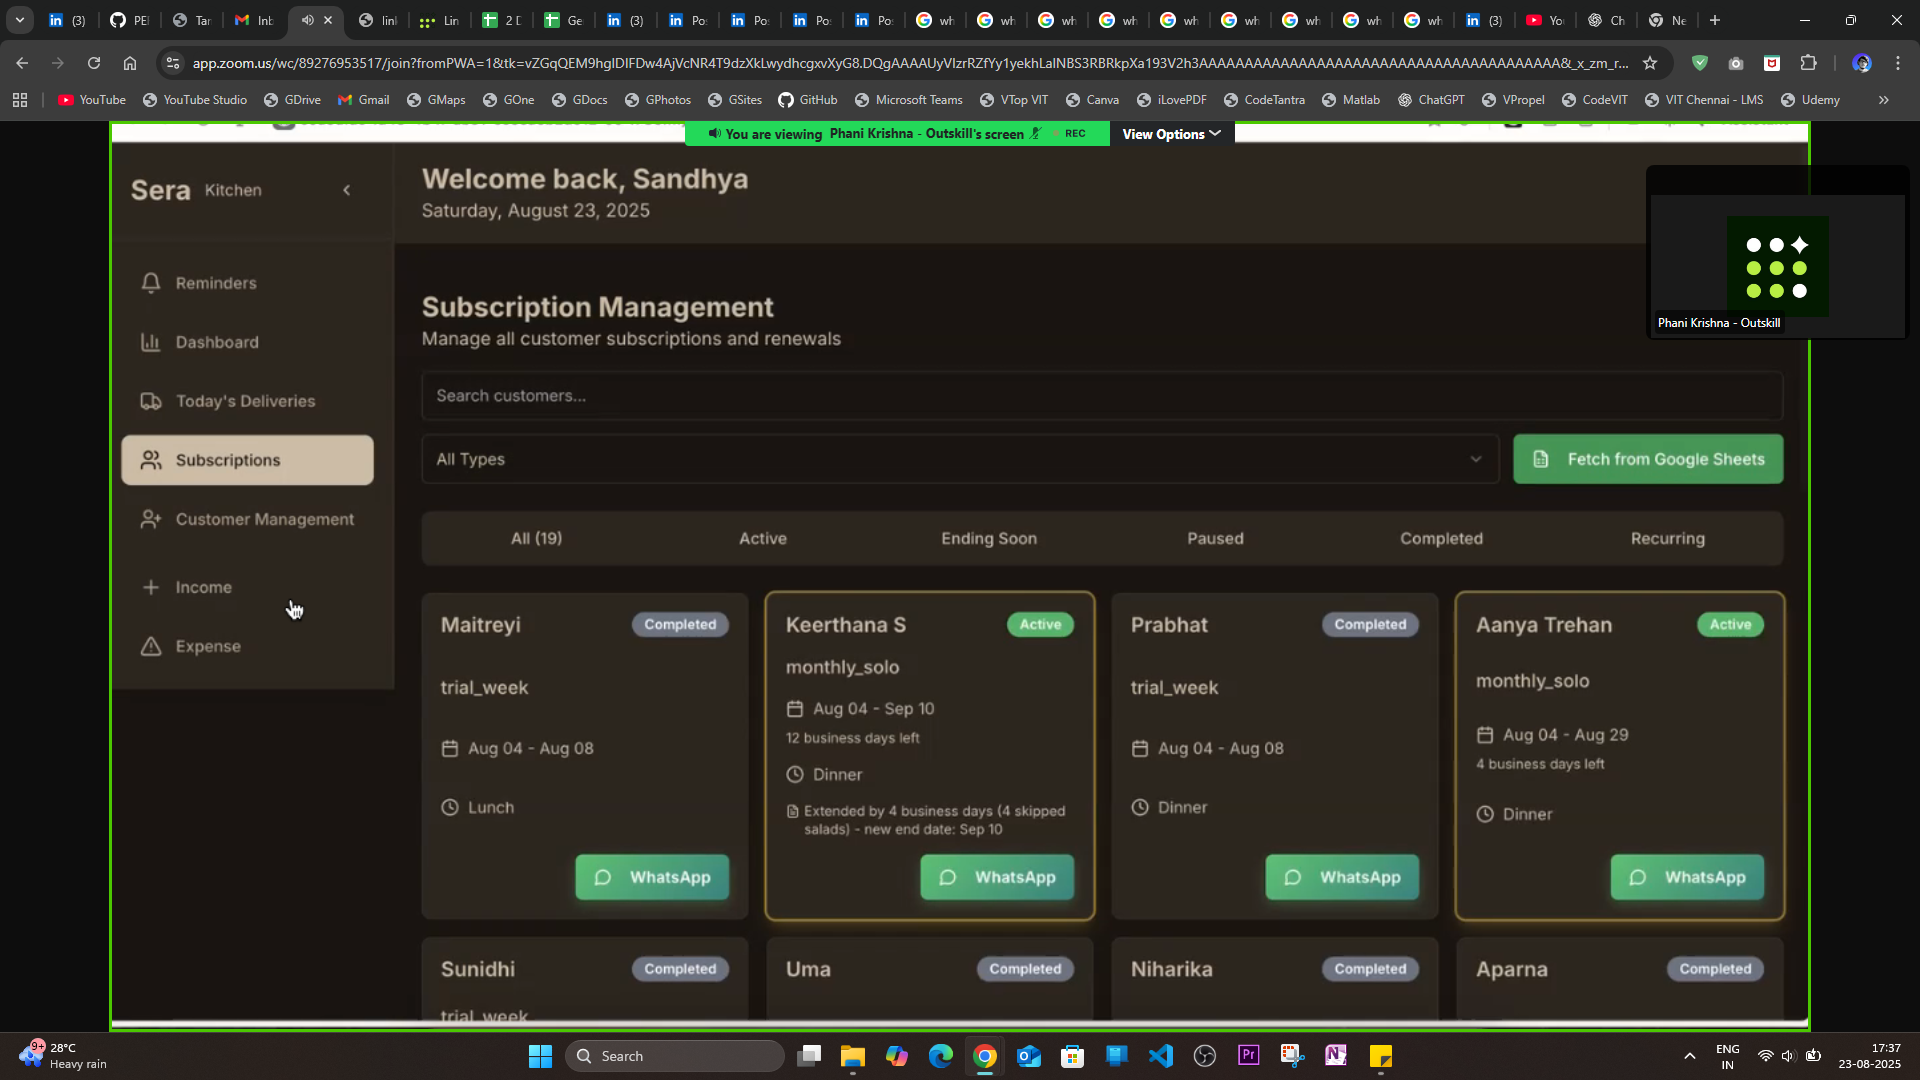 (3)
PE
Tar
Inb
link
Lin
2 D
Ge
(3)
Po
Po
Po
Po
wh
wh
wh
wh
wh
wh
wh
wh
wh
(3)
Yo
Ch
Ne
app.zoom.us/wc/89276953517/join?fromPWA=1&tk=
YouTube
YouTube Studio
GDrive
Gmail
GMaps
GOne
GDocs
GPhotos
GSites
GitHub
Microsoft Teams
VTop VIT
Canva
iLovePDF
CodeTantra
Matlab
ChatGPT
VPropel
CodeVIT
VIT Chennai - LMS
Udemy
You are viewing Phani Krishna - Outskill's screen
REC
View Options
Sera Kitchen
Welcome back, Sandhya
Saturday, August 23, 2025
Phani Krishna - Outskill
Reminders
Dashboard
Today's Deliveries
Subscriptions
Customer Management
Income
Expense
Subscription Management
Manage all customer subscriptions and renewals
Search customers...
All Types
Fetch from Google Sheets
All (19)
Active
Ending Soon
Paused
Completed
Recurring
Maitreyi
Completed
trial_week
Aug 04 - Aug 08
Lunch
WhatsApp
Keerthana S
Active
monthly_solo
Aug 04 - Sep 10
12 business days left
Dinner
Extended by 4 business days (4 skipped
salads) - new end date: Sep 10
WhatsApp
Prabhat
Completed
trial_week
Aug 04 - Aug 08
Dinner
WhatsApp
Aanya Trehan
Active
monthly_solo
Aug 04 - Aug 29
4 business days left
Dinner
WhatsApp
Sunidhi
Completed
trial_week
Uma
Completed
Niharika
Completed
Aparna
Completed
9+
28°C
Heavy rain
Search
Pr
ENG
IN
17:37
23-08-2025